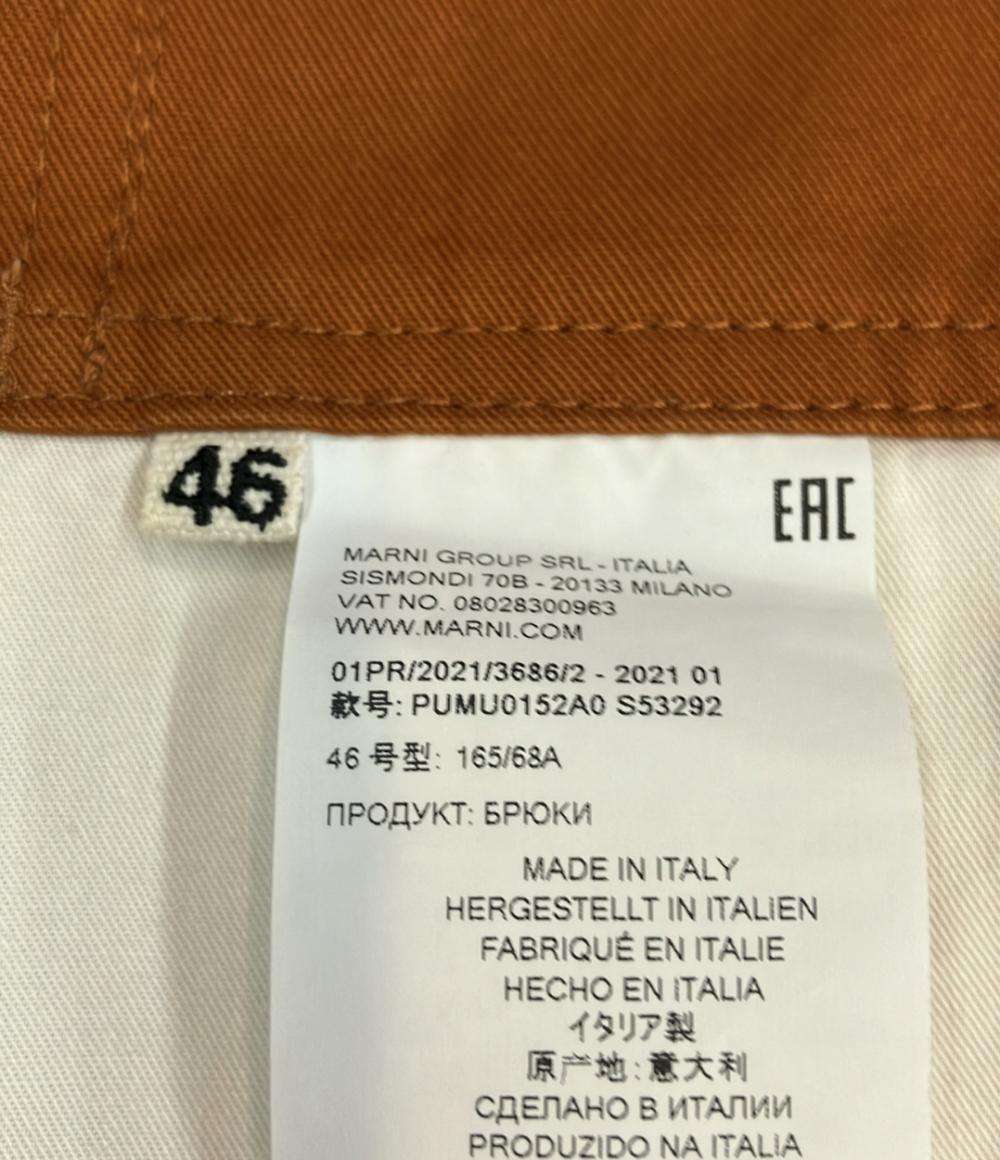 46
EAC
MARNI GROUP SRL - ITALIA
SISMONDI 70B - 20133 MILANO
VAT NO. 08028300963
WWW.MARNI.COM
01PR/2021/3686/2 - 2021 01
款号: PUMU0152A0 S53292
46 号型: 165/68A
ПРОДУКТ: БРЮКИ
MADE IN ITALY
HERGESTELLT IN ITALIEN
FABRIQUÉ EN ITALIE
HECHO EN ITALIA
イタリア製
原产地:意大利
СДЕЛАНО В ИТАЛИИ
PRODUZIDO NA ITALIA